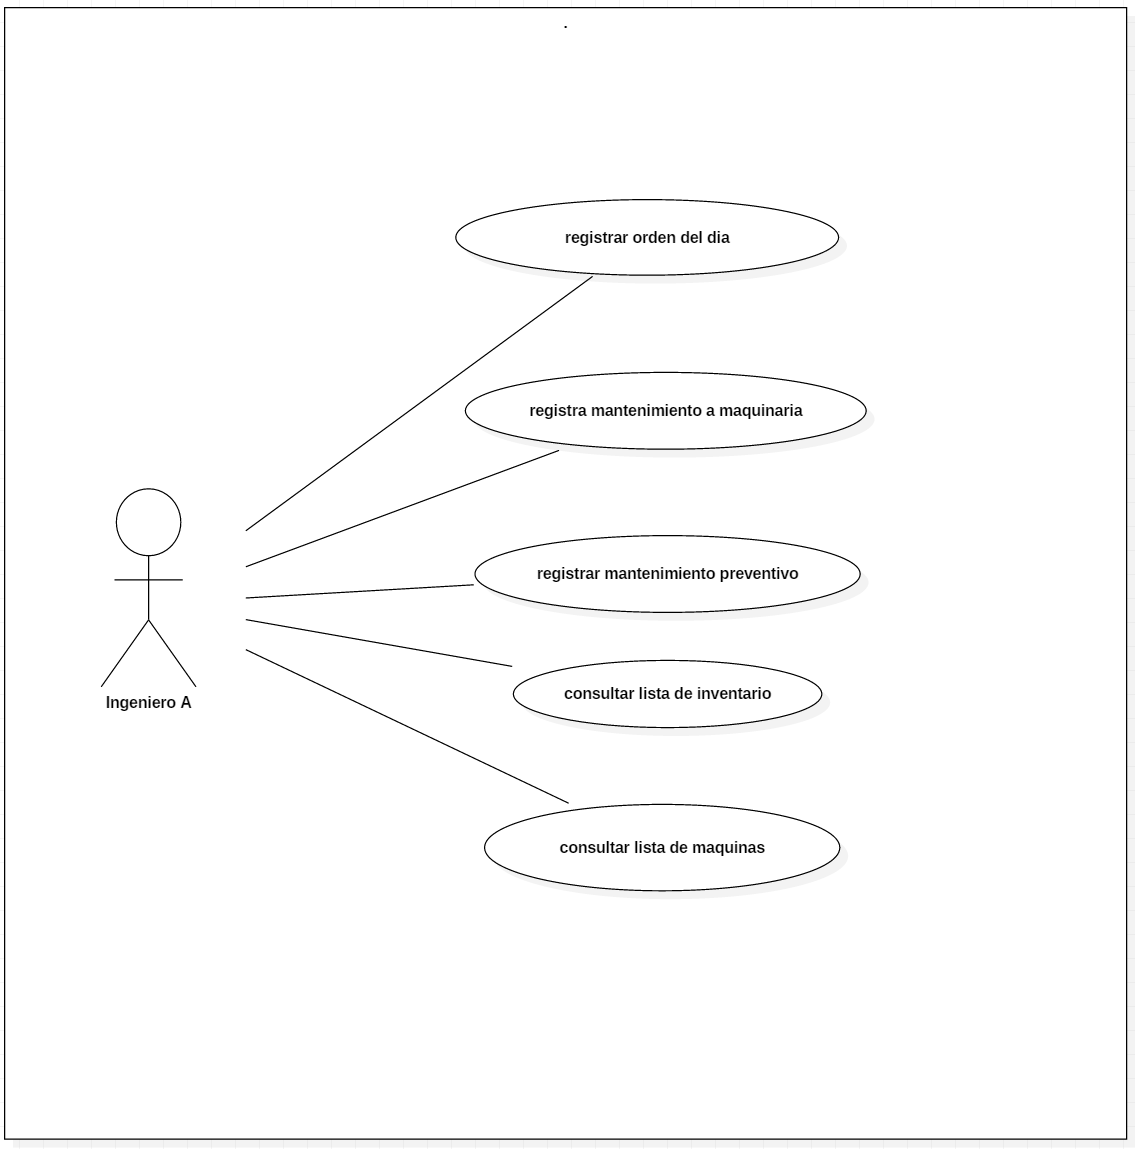 .
registrar orden del dia
registra mantenimiento a maquinaria
registrar mantenimiento preventivo
consultar lista de inventario
Ingeniero A
consultar lista de maquinas